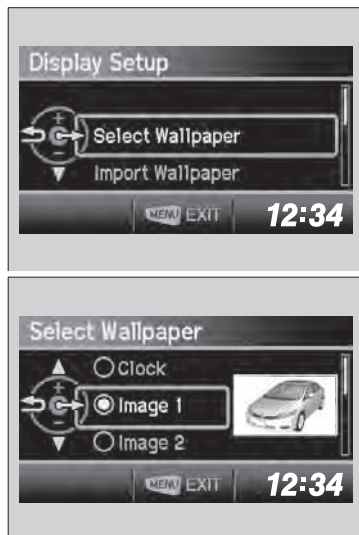 Display Setup
+
Select Wallpaper
−
Import Wallpaper
MENU EXIT
12:34
Select Wallpaper
Clock
+
Image 1
−
Image 2
MENU EXIT
12:34